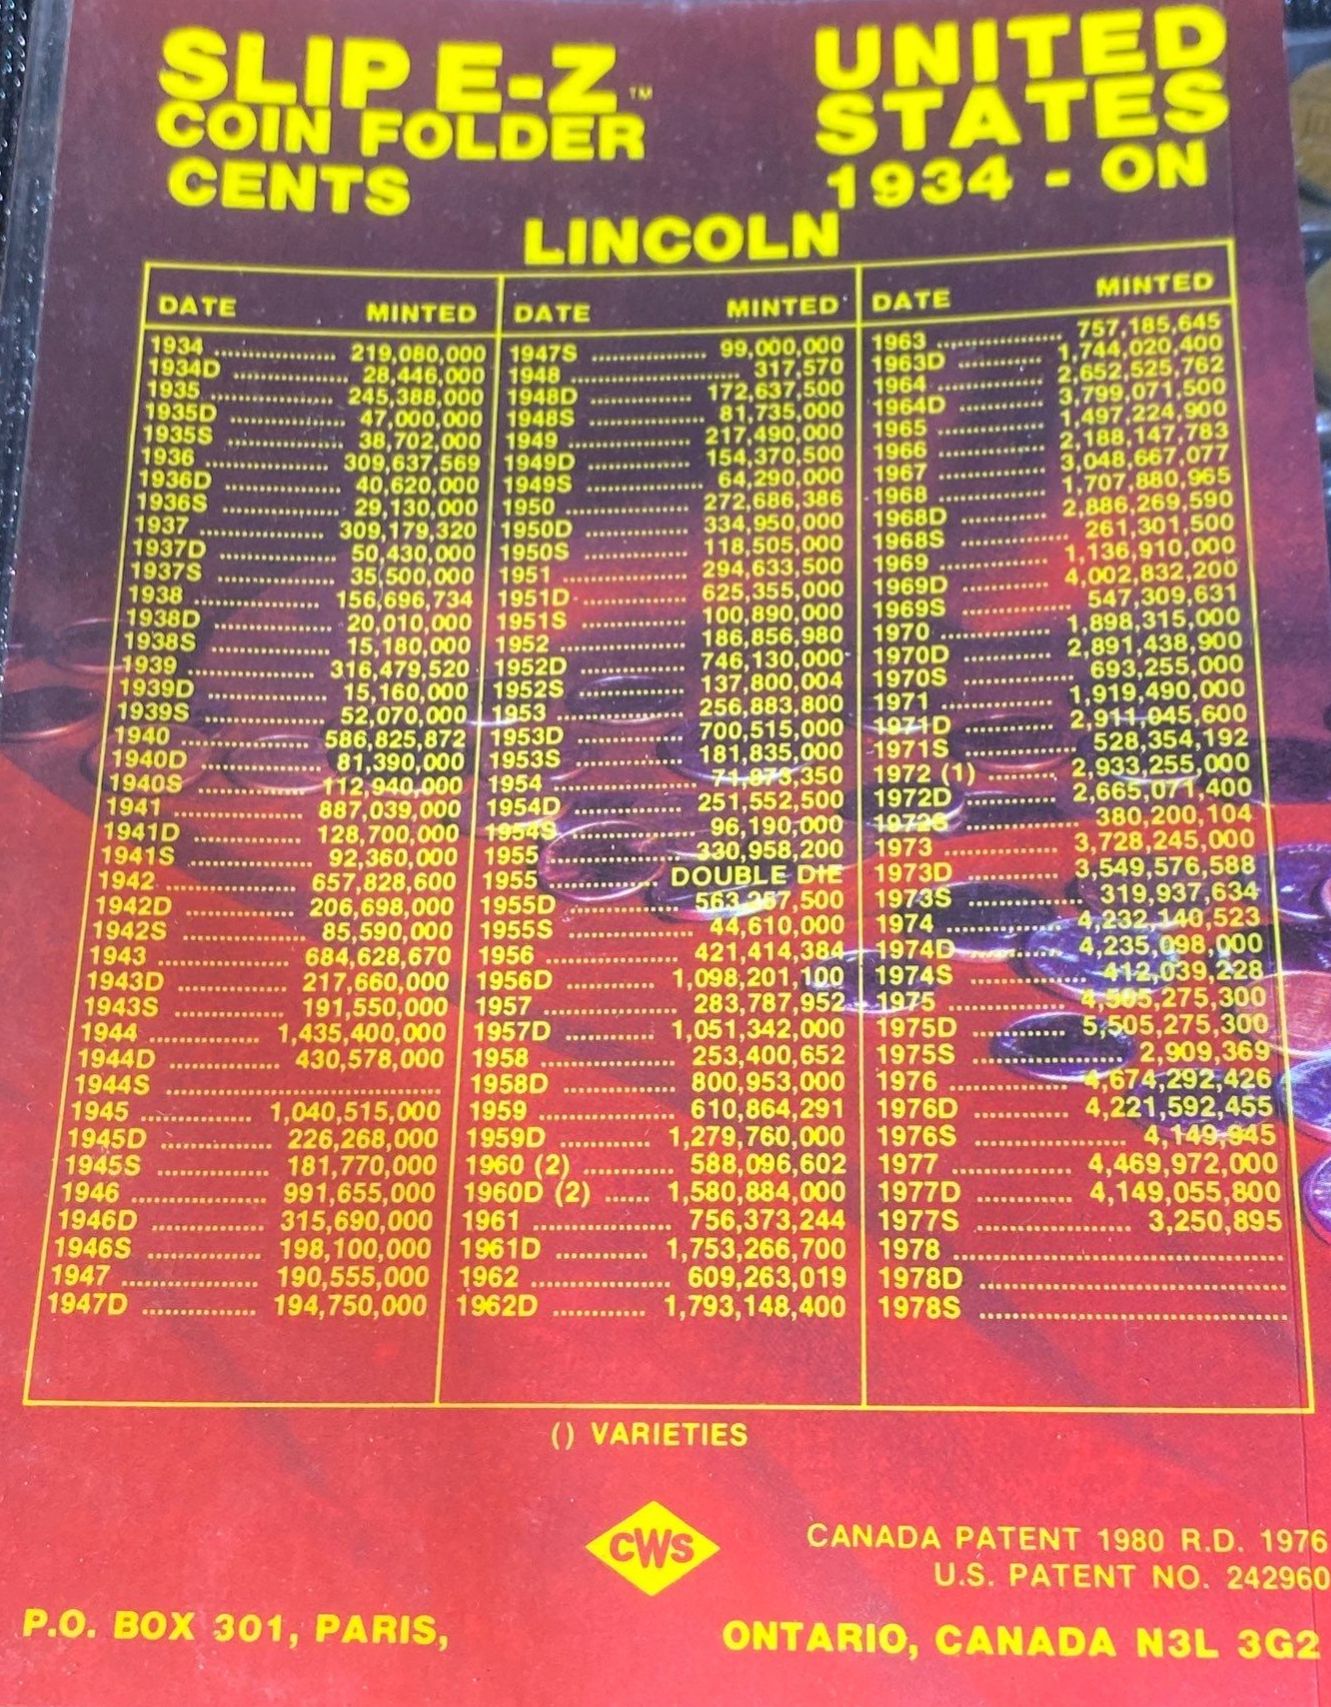 SLIP E-Z™
COIN FOLDER
CENTS
UNITED
STATES
1934 - ON
LINCOLN
DATE MINTED
1934 ................ 219,080,000
1934D ................ 28,446,000
1935 ................ 245,388,000
1935D ................ 47,000,000
1935S ................ 38,702,000
1936 ................ 309,637,569
1936D ................ 40,620,000
1936S ................ 29,130,000
1937 ................ 309,179,320
1937D ................ 50,430,000
1937S ................ 35,500,000
1938 ................ 156,696,734
1938D ................ 20,010,000
1938S ................ 15,180,000
1939 ................ 316,479,520
1939D ................ 15,160,000
1939S ................ 52,070,000
1940 ................ 586,825,872
1940D ................ 81,390,000
1940S ................ 112,940,000
1941 ................ 887,039,000
1941D ................ 128,700,000
1941S ................ 92,360,000
1942 ................ 657,828,600
1942D ................ 206,698,000
1942S ................ 85,590,000
1943 ................ 684,628,670
1943D ................ 217,660,000
1943S ................ 191,550,000
1944 ................ 1,435,400,000
1944D ................ 430,578,000
1944S ................
1945 ................ 1,040,515,000
1945D ................ 226,268,000
1945S ................ 181,770,000
1946 ................ 991,655,000
1946D ................ 315,690,000
1946S ................ 198,100,000
1947 ................ 190,555,000
1947D ................ 194,750,000
DATE MINTED
1947S ................ 99,000,000
1948 ................ 317,570
1948D ................ 172,637,500
1948S ................ 81,735,000
1949 ................ 217,490,000
1949D ................ 154,370,500
1949S ................ 64,290,000
1950 ................ 272,686,386
1950D ................ 334,950,000
1950S ................ 118,505,000
1951 ................ 294,633,500
1951D ................ 625,355,000
1951S ................ 100,890,000
1952 ................ 186,856,980
1952D ................ 746,130,000
1952S ................ 137,800,004
1953 ................ 256,883,800
1953D ................ 700,515,000
1953S ................ 181,835,000
1954 ................ 71,873,350
1954D ................ 251,552,500
1954S ................ 96,190,000
1955 ................ 330,958,200
1955 ................ DOUBLE DIE
1955D ................ 563,257,500
1955S ................ 44,610,000
1956 ................ 421,414,384
1956D ................ 1,098,201,100
1957 ................ 283,787,952
1957D ................ 1,051,342,000
1958 ................ 253,400,652
1958D ................ 800,953,000
1959 ................ 610,864,291
1959D ................ 1,279,760,000
1960 (2) ................ 588,096,602
1960D (2) ...... 1,580,884,000
1961 ................ 756,373,244
1961D ................ 1,753,266,700
1962 ................ 609,263,019
1962D ................ 1,793,148,400
DATE MINTED
1963 ................ 757,185,645
1963D ................ 1,744,020,400
1964 ................ 2,652,525,762
1964D ................ 3,799,071,500
1965 ................ 1,497,224,900
1966 ................ 2,188,147,783
1967 ................ 3,048,667,077
1968 ................ 1,707,880,965
1968D ................ 2,886,269,590
1968S ................ 261,301,500
1969 ................ 1,136,910,000
1969D ................ 4,002,832,200
1969S ................ 547,309,631
1970 ................ 1,898,315,000
1970D ................ 2,891,438,900
1970S ................ 693,255,000
1971 ................ 1,919,490,000
1971D ................ 2,911,045,600
1971S ................ 528,354,192
1972 (1) ......... 2,933,255,000
1972D ................ 2,665,071,400
1972S ................ 380,200,104
1973 ................ 3,728,245,000
1973D ................ 3,549,576,588
1973S ................ 319,937,634
1974 ................ 4,232,140,523
1974D ................ 4,235,098,000
1974S ................ 412,039,228
1975 ................ 4,505,275,300
1975D ................ 5,505,275,300
1975S ................ 2,909,369
1976 ................ 4,674,292,426
1976D ................ 4,221,592,455
1976S ................ 4,149,945
1977 ................ 4,469,972,000
1977D ................ 4,149,055,800
1977S ................ 3,250,895
1978 ................
1978D ................
1978S ................
() VARIETIES
CWS
CANADA PATENT 1980 R.D. 1976
U.S. PATENT NO. 242960
P.O. BOX 301, PARIS, ONTARIO, CANADA N3L 3G2